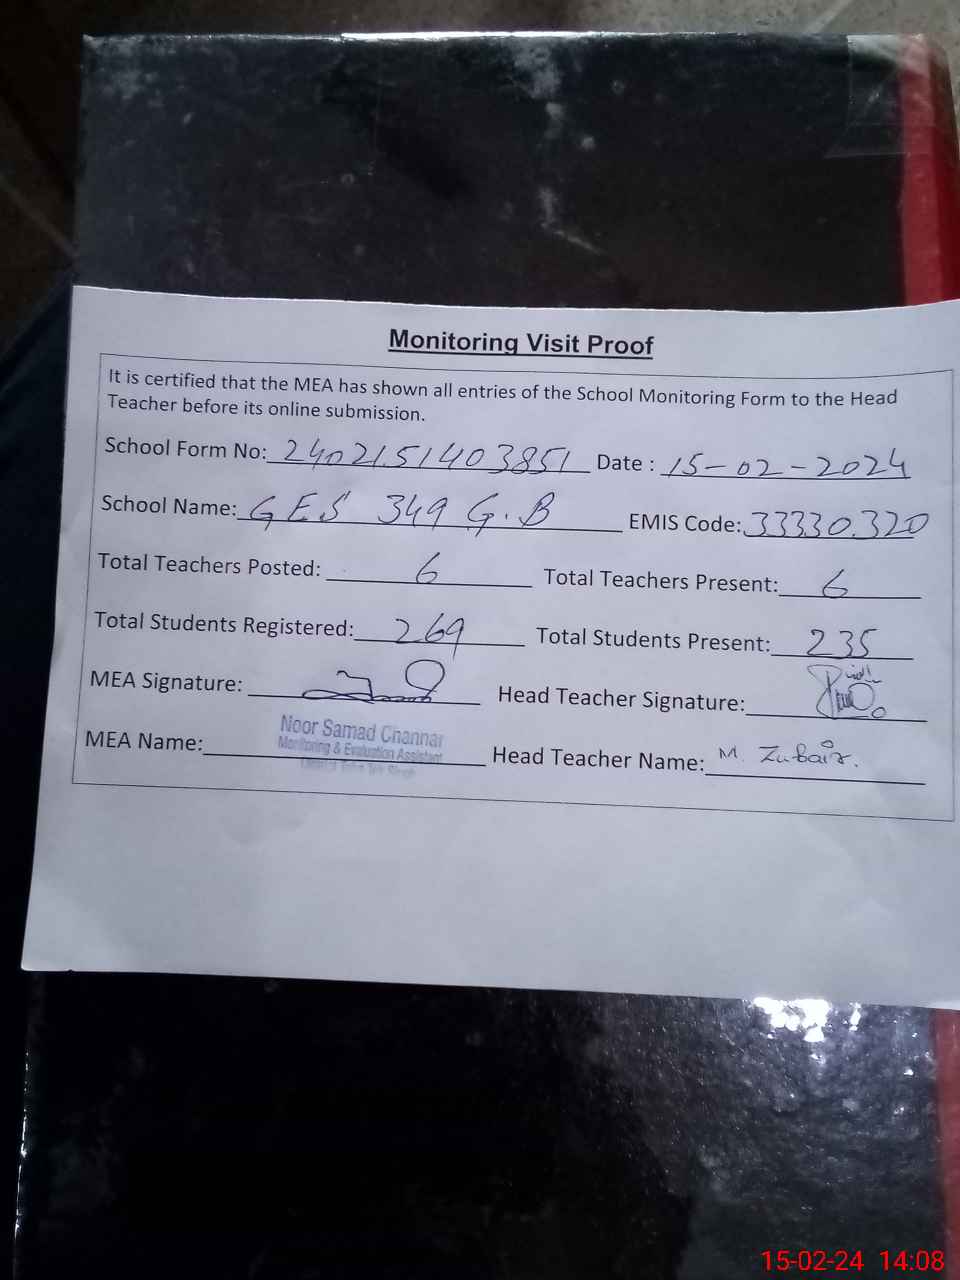 Monitoring Visit Proof
It is certified that the MEA has shown all entries of the School Monitoring Form to the Head
Teacher before its online submission.
School Form No: 2402151403851 Date : 15-02-2024
School Name: GES 349 G.B EMIS Code: 33330320
Total Teachers Posted: 6 Total Teachers Present: 6
Total Students Registered: 269 Total Students Present: 235
MEA Signature: Head Teacher Signature:
Noor Samad Channar
MEA Name: Monitoring & Evaluation Assistant Head Teacher Name: M. Zubair.
15-02-24 14:08